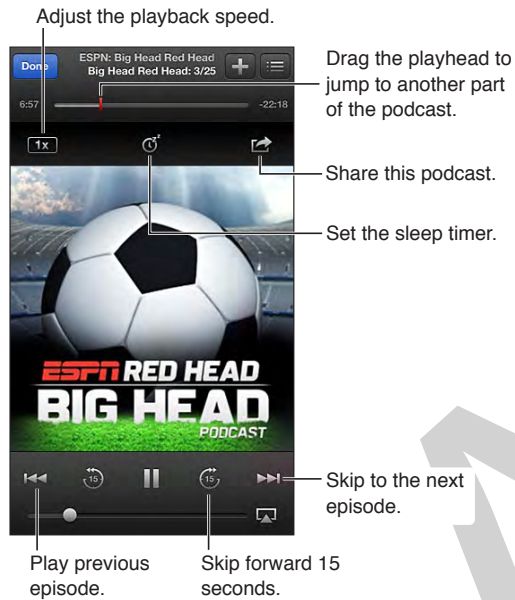 Adjust the playback speed.
Done
ESPN: Big Head Red Head
Big Head Red Head: 3/25
6:57
-22:18
Drag the playhead to
jump to another part
of the podcast.
1x
Share this podcast.
Set the sleep timer.
ESPN RED HEAD
BIG HEAD
PODCAST
15
15
Skip to the next
episode.
Play previous
episode.
Skip forward 15
seconds.